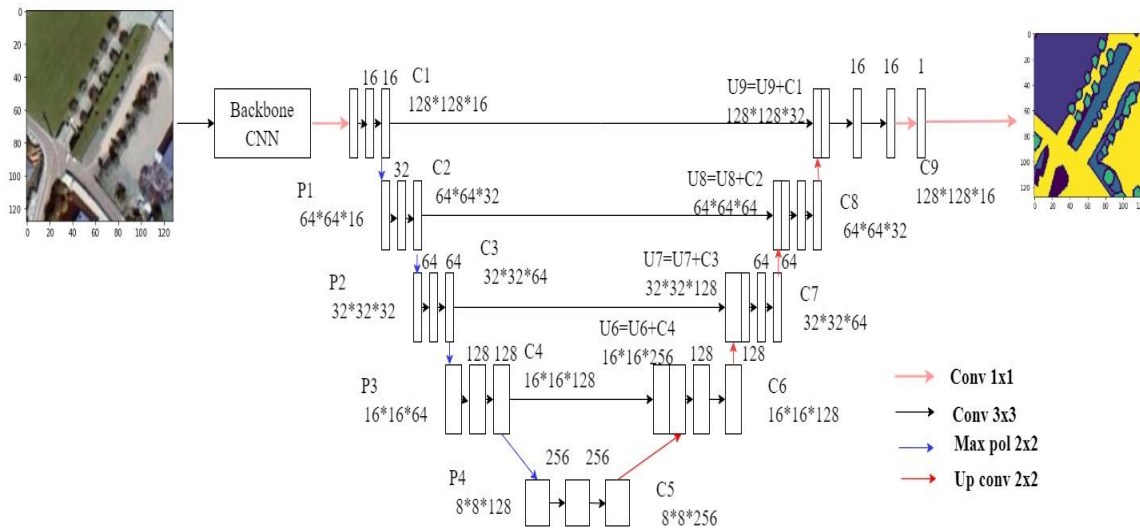 0
20
40
60
80
100
120
0 20 40 60 80 100 120
Backbone
CNN
16 16
C1
128*128*16
P1
64*64*16
32
C2
64*64*32
P2
32*32*32
64 64
C3
32*32*64
P3
16*16*64
128 128
C4
16*16*128
P4
8*8*128
256 256
C5
8*8*256
U6=U6+C4
16*16*256
128 128
C6
16*16*128
U7=U7+C3
32*32*128
64 64
C7
32*32*64
U8=U8+C2
64*64*64
C8
64*64*32
U9=U9+C1
128*128*32
16 16 1
C9
128*128*16
0
20
40
60
80
100
120
0 20 40 60 80 100 120
Conv 1x1
Conv 3x3
Max pol 2x2
Up conv 2x2